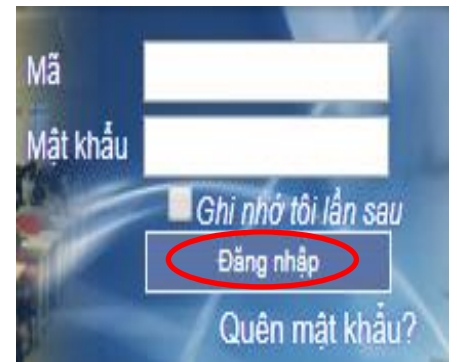 Mã
Mật khẩu
Ghi nhớ tôi lần sau
Đăng nhập
Quên mật khẩu?